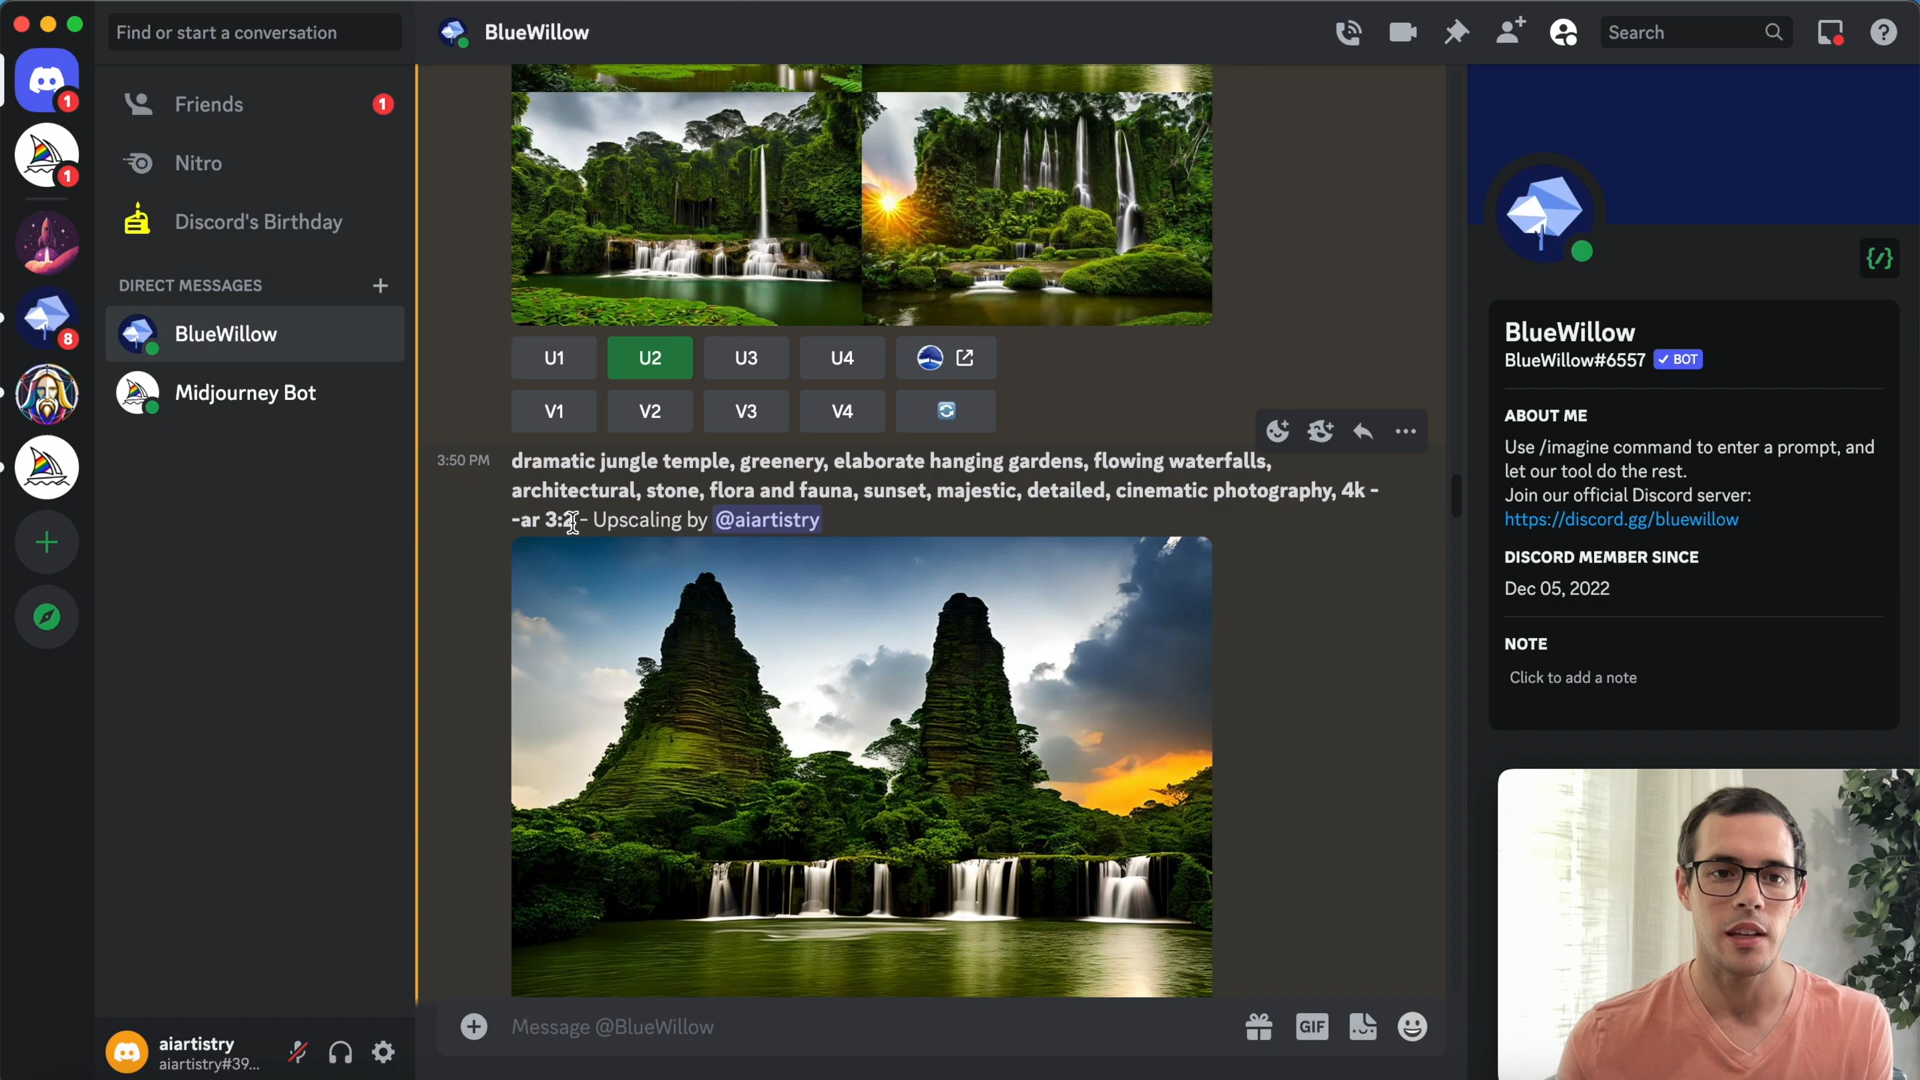 Find or start a conversation
BlueWillow
Search
1
Friends
1
1
Nitro
Discord's Birthday
DIRECT MESSAGES
BlueWillow
8
Midjourney Bot
U1
U2
U3
U4
V1
V2
V3
V4
3:50 PM
dramatic jungle temple, greenery, elaborate hanging gardens, flowing waterfalls,
architectural, stone, flora and fauna, sunset, majestic, detailed, cinematic photography, 4k -
-ar 3:2 - Upscaling by @aiartistry
Message @BlueWillow
GIF
aiartistry
aiartistry#39...
BlueWillow
BlueWillow#6557 BOT
ABOUT ME
Use /imagine command to enter a prompt, and
let our tool do the rest.
Join our official Discord server:
https://discord.gg/bluewillow
DISCORD MEMBER SINCE
Dec 05, 2022
NOTE
Click to add a note